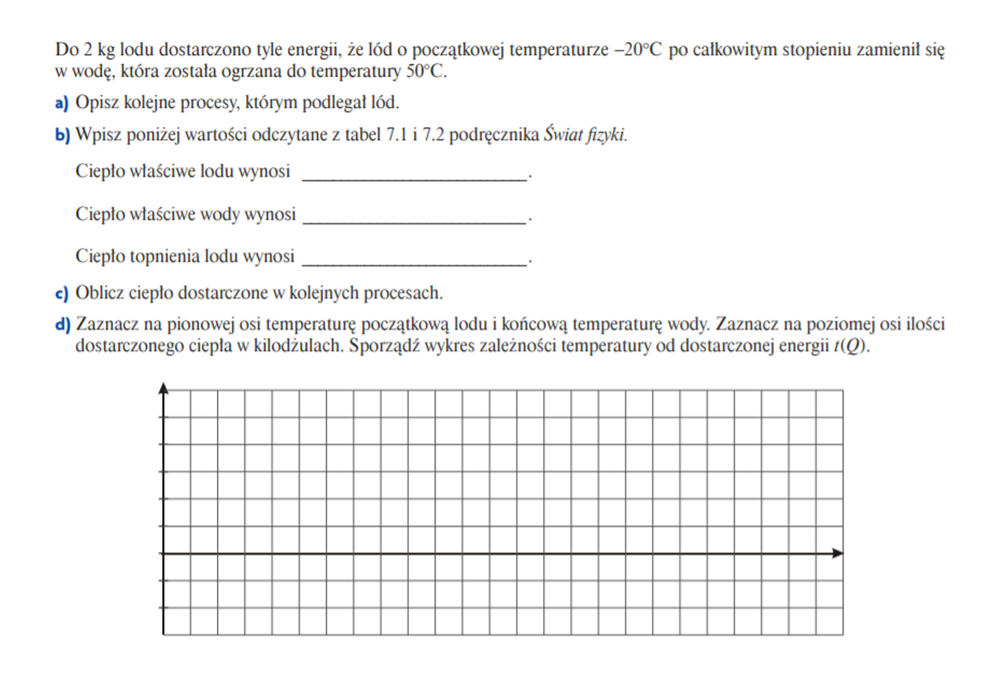 Do 2 kg lodu dostarczono tyle energii, że lód o początkowej temperaturze –20°C po całkowitym stopieniu zamienił się
w wodę, która została ogrzana do temperatury 50°C.
a) Opisz kolejne procesy, którym podlegał lód.
b) Wpisz poniżej wartości odczytane z tabel 7.1 i 7.2 podręcznika Świat fizyki.
Ciepło właściwe lodu wynosi ________________________.
Ciepło właściwe wody wynosi ________________________.
Ciepło topnienia lodu wynosi ________________________.
c) Oblicz ciepło dostarczone w kolejnych procesach.
d) Zaznacz na pionowej osi temperaturę początkową lodu i końcową temperaturę wody. Zaznacz na poziomej osi ilości
dostarczonego ciepła w kilodżulach. Sporządź wykres zależności temperatury od dostarczonej energii t(Q).